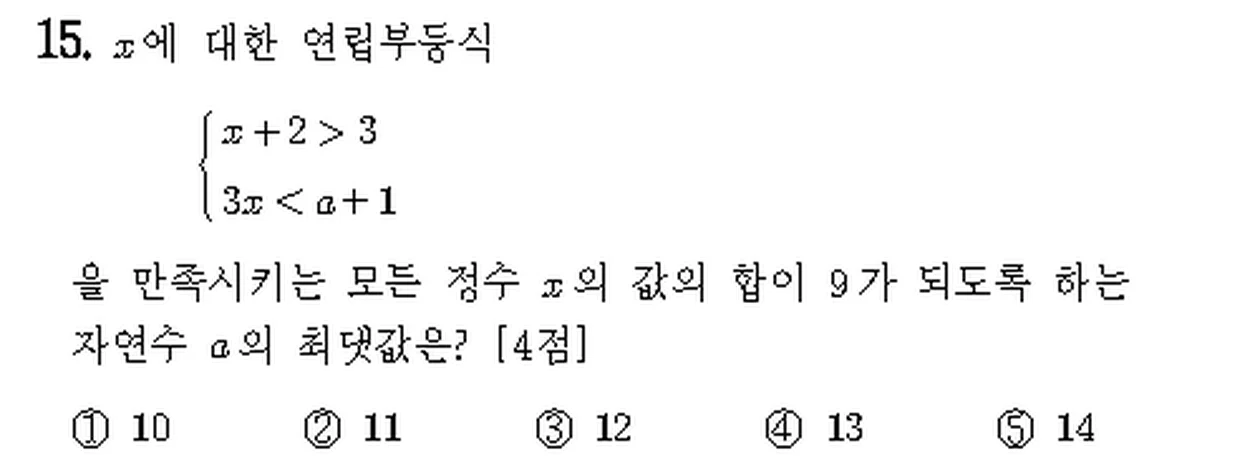 15. x에 대한 연립부등식
x+2>3
3x<a+1
을 만족시키는 모든 정수 x의 값의 합이 9가 되도록 하는
자연수 a의 최댓값은? [4점]
① 10 ② 11 ③ 12 ④ 13 ⑤ 14